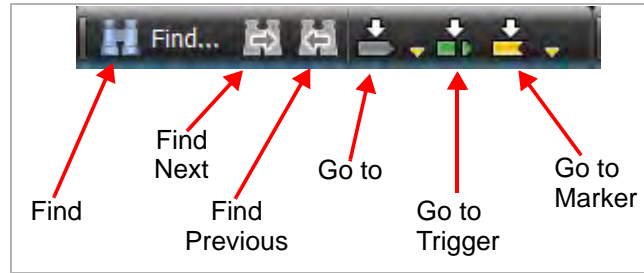 Find...
Find
Next
Go to
Go to
Marker
Find
Find
Previous
Go to
Trigger